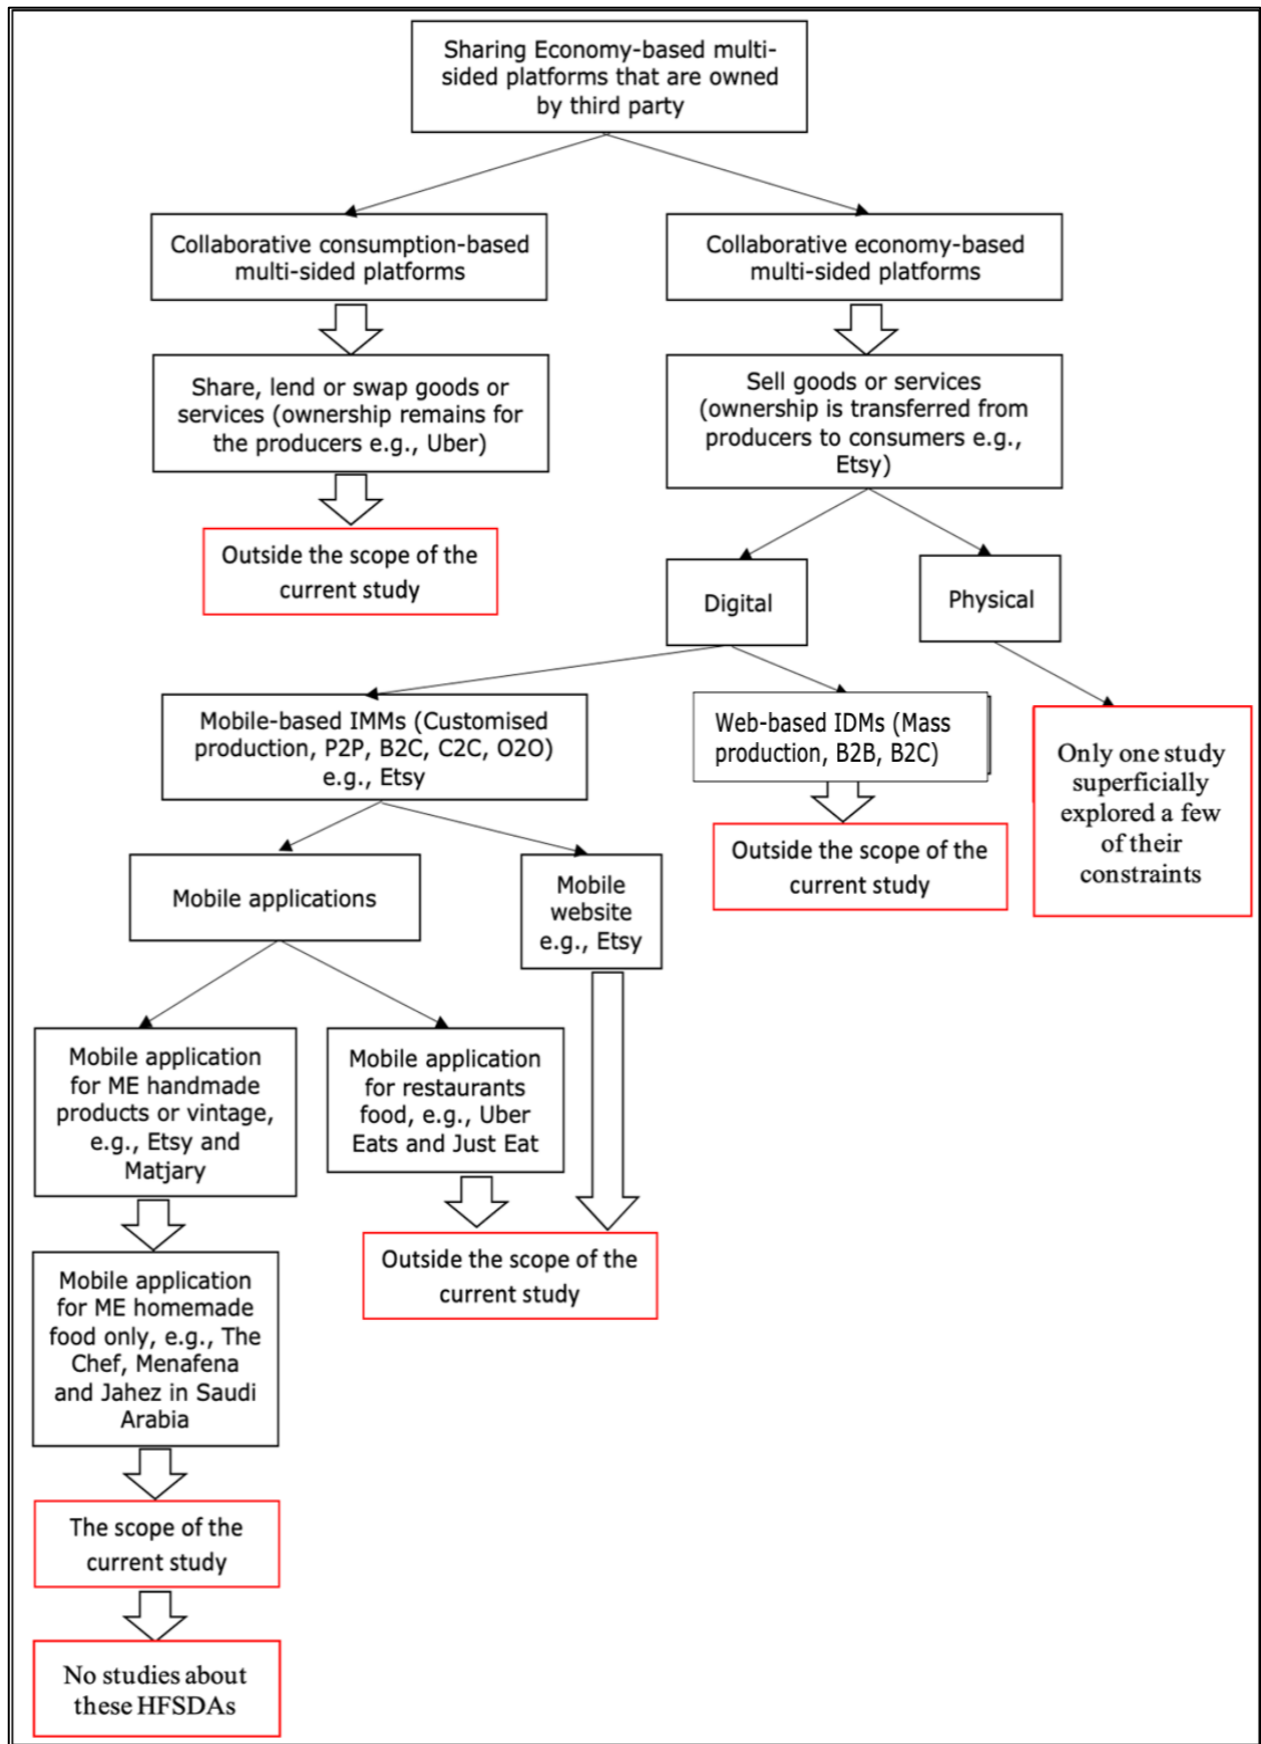 Sharing Economy-based multi-
sided platforms that are owned
by third party
Collaborative consumption-based
multi-sided platforms
Collaborative economy-based
multi-sided platforms
Share, lend or swap goods or
services (ownership remains for
the producers e.g., Uber)
Sell goods or services
(ownership is transferred from
producers to consumers e.g.,
Etsy)
Outside the scope of the
current study
Digital
Physical
Mobile-based IMMs (Customised
production, P2P, B2C, C2C, O2O)
e.g., Etsy
Web-based IDMs (Mass
production, B2B, B2C)
Only one study
superficially
explored a few
of their
constraints
Outside the scope of the
current study
Mobile applications
Mobile
website
e.g., Etsy
Mobile application
for ME handmade
products or vintage,
e.g., Etsy and
Matjary
Mobile application
for restaurants
food, e.g., Uber
Eats and Just Eat
Outside the scope of the
current study
Mobile application
for ME homemade
food only, e.g., The
Chef, Menafena
and Jahez in Saudi
Arabia
The scope of the
current study
No studies about
these HFSDAs